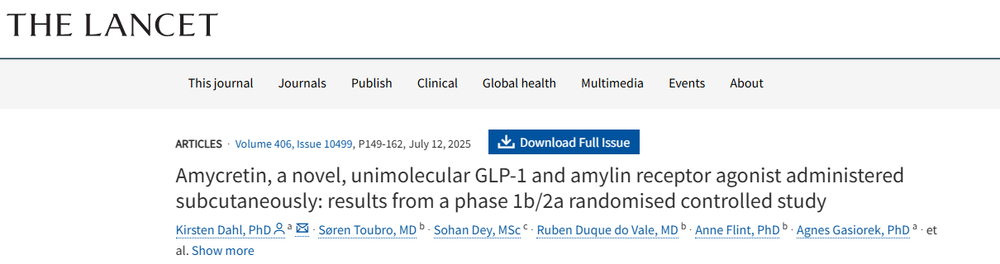 THE LANCET
This journal Journals Publish Clinical Global health Multimedia Events About
ARTICLES · Volume 406, Issue 10499, P149-162, July 12, 2025 Download Full Issue
Amycretin, a novel, unimolecular GLP-1 and amylin receptor agonist administered
subcutaneously: results from a phase 1b/2a randomised controlled study
Kirsten Dahl, PhD a · Søren Toubro, MD b · Sohan Dey, MSc c · Ruben Duque do Vale, MD b · Anne Flint, PhD b · Agnes Gasiorek, PhD a · et
al. Show more